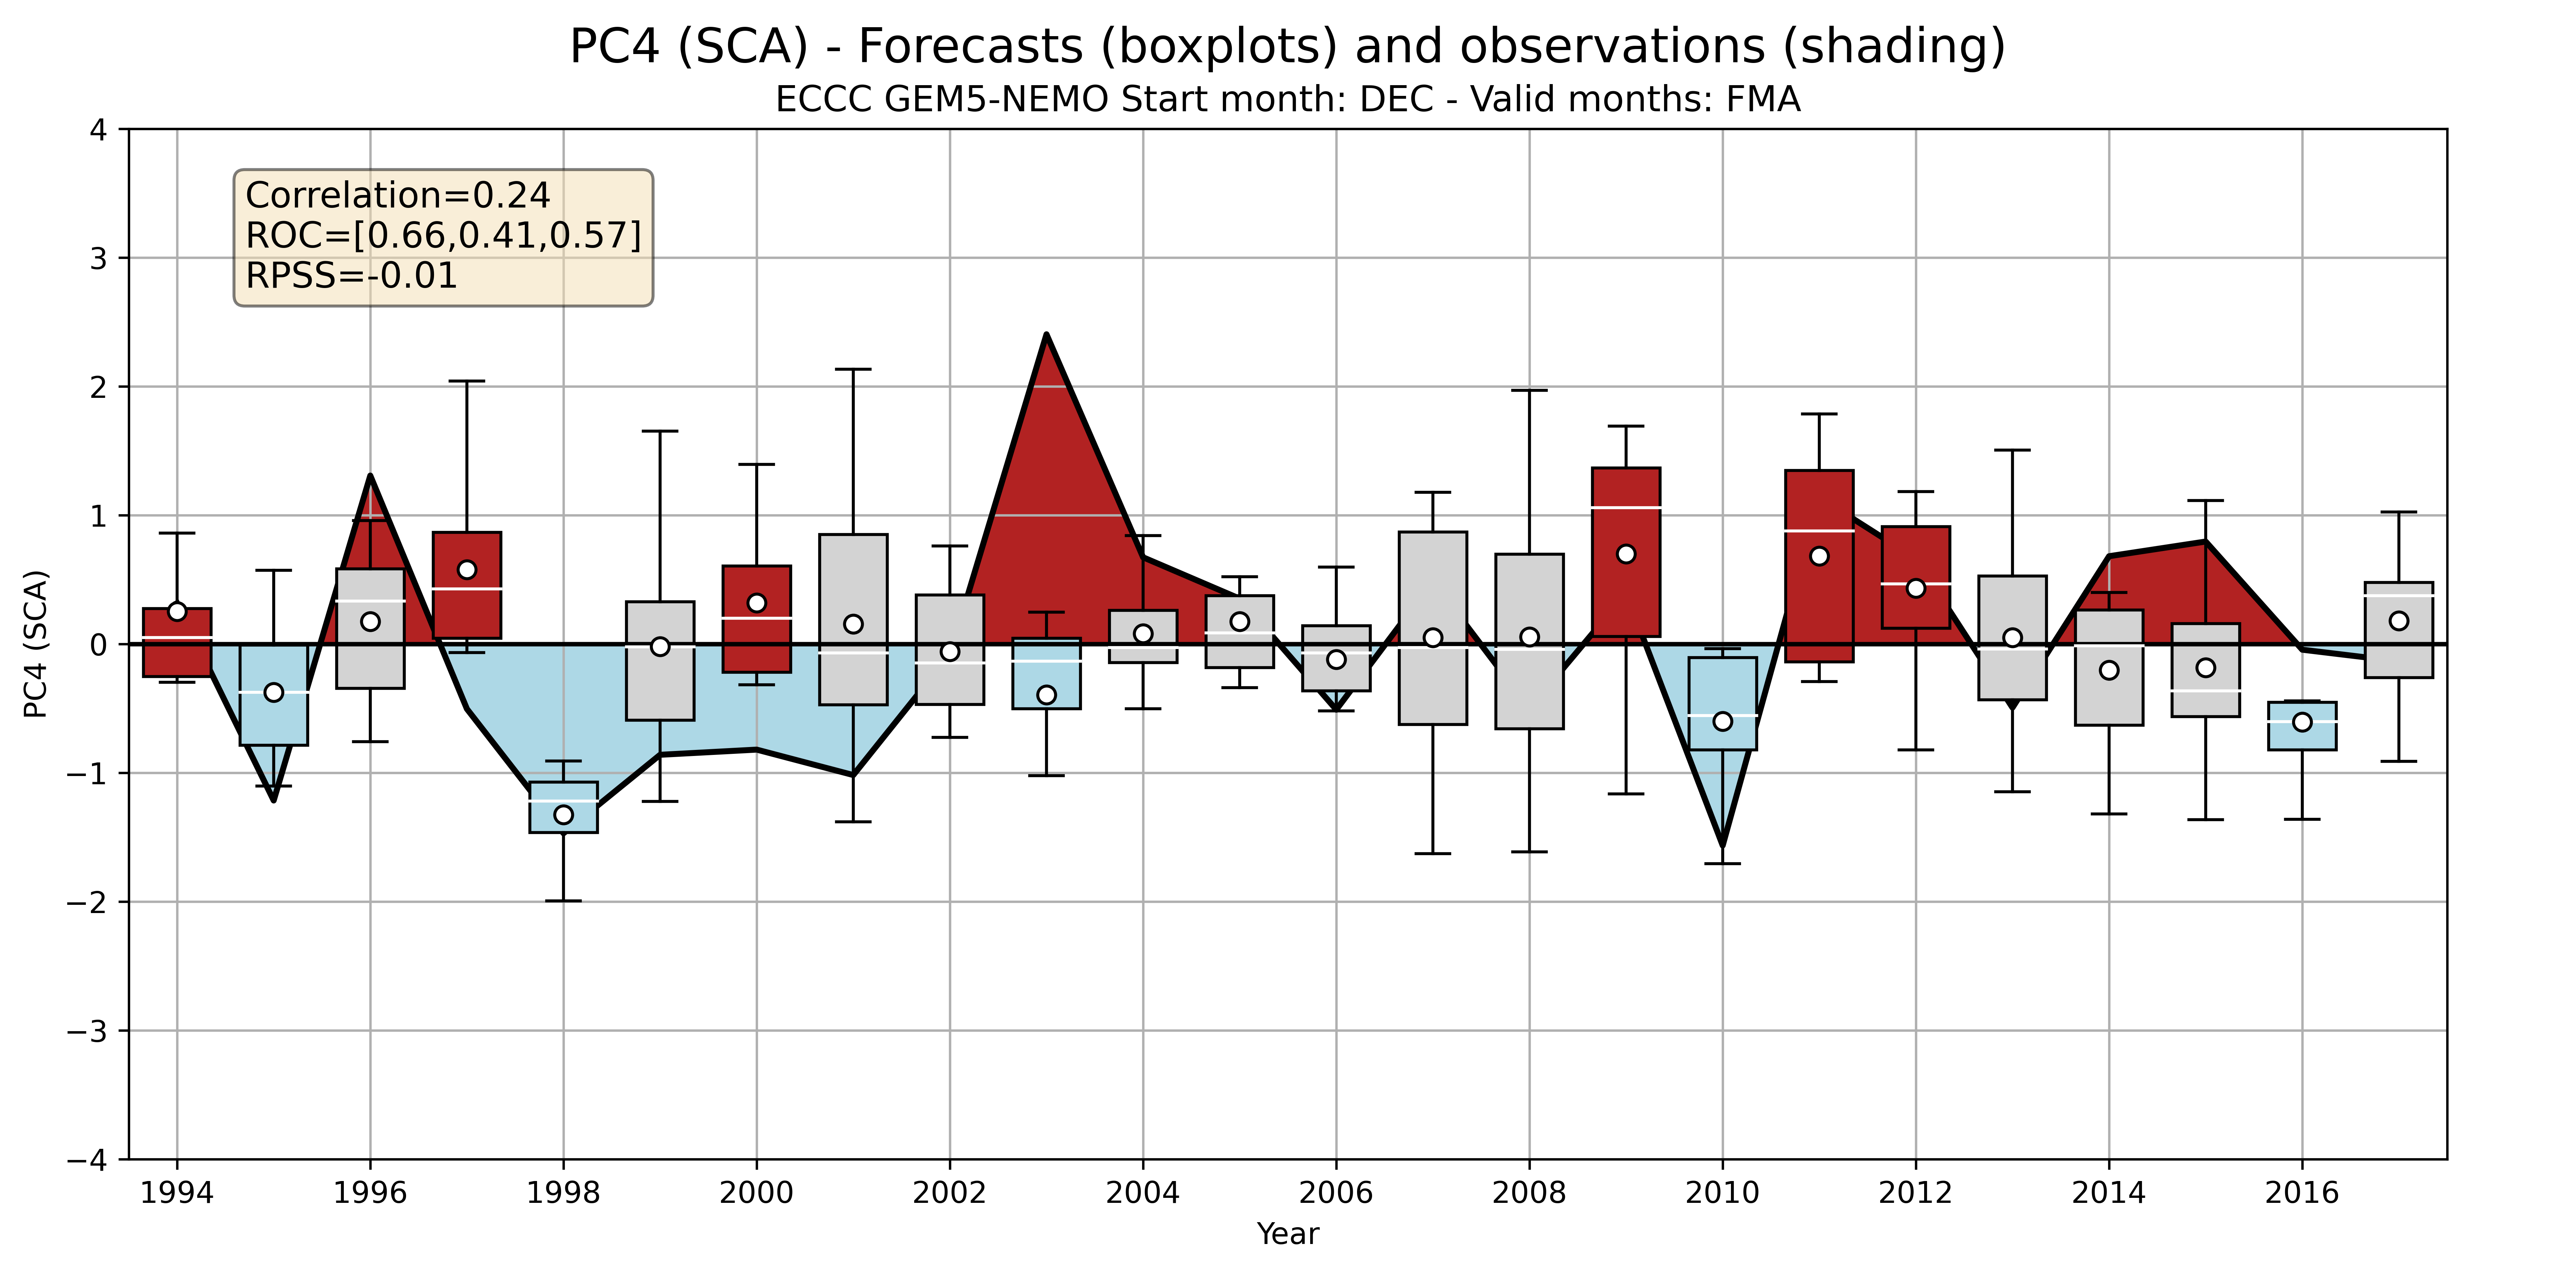 PC4 (SCA) - Forecasts (boxplots) and observations (shading)
ECCC GEM5-NEMO Start month: DEC - Valid months: FMA
Correlation=0.24
ROC=[0.66,0.41,0.57]
RPSS=-0.01
PC4 (SCA)
4
3
2
1
0
−1
−2
−3
−4
1994 1996 1998 2000 2002 2004 2006 2008 2010 2012 2014 2016
Year